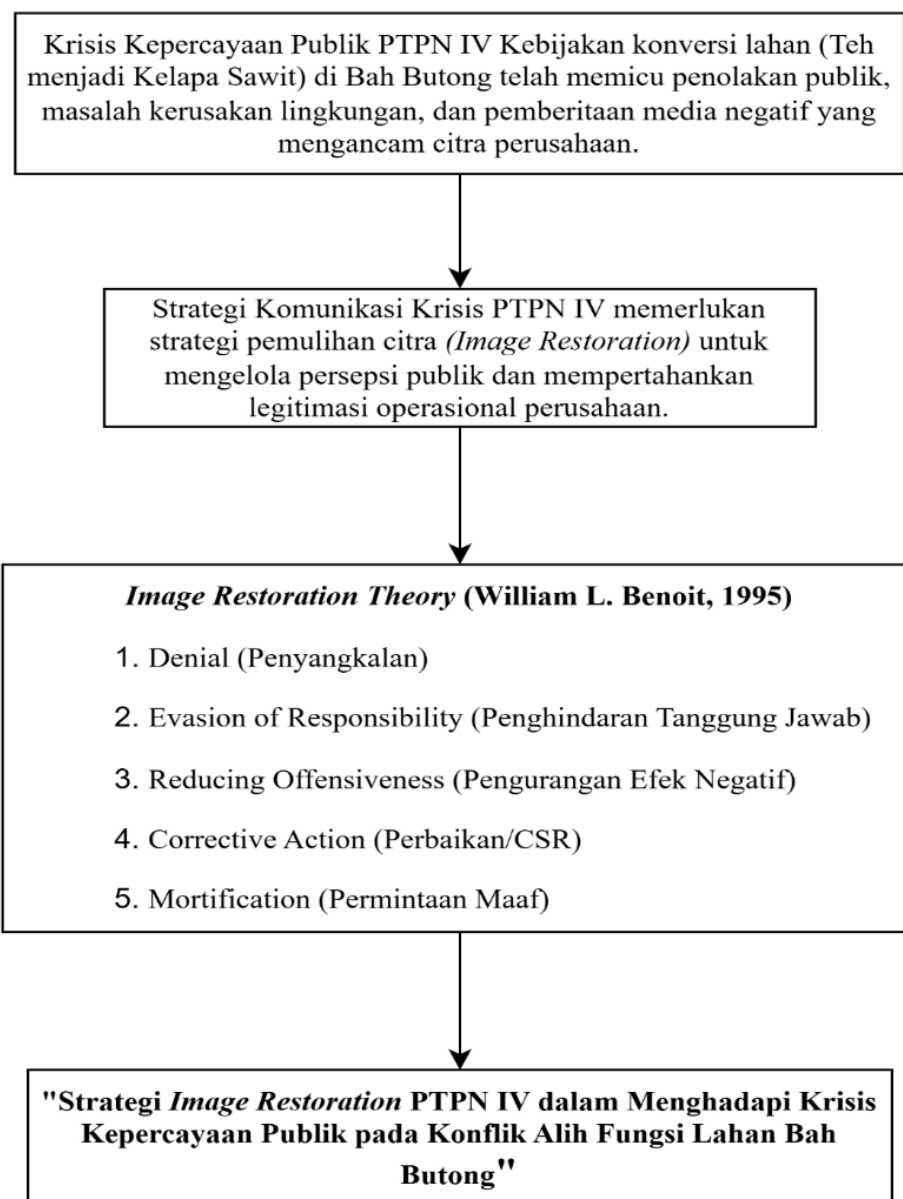 Krisis Kepercayaan Publik PTPN IV Kebijakan konversi lahan (Teh
menjadi Kelapa Sawit) di Bah Butong telah memicu penolakan publik,
masalah kerusakan lingkungan, dan pemberitaan media negatif yang
mengancam citra perusahaan.
Strategi Komunikasi Krisis PTPN IV memerlukan
strategi pemulihan citra (Image Restoration) untuk
mengelola persepsi publik dan mempertahankan
legitimasi operasional perusahaan.
Image Restoration Theory (William L. Benoit, 1995)
1. Denial (Penyangkalan)
2. Evasion of Responsibility (Penghindaran Tanggung Jawab)
3. Reducing Offensiveness (Pengurangan Efek Negatif)
4. Corrective Action (Perbaikan/CSR)
5. Mortification (Permintaan Maaf)
"Strategi Image Restoration PTPN IV dalam Menghadapi Krisis
Kepercayaan Publik pada Konflik Alih Fungsi Lahan Bah
Butong"